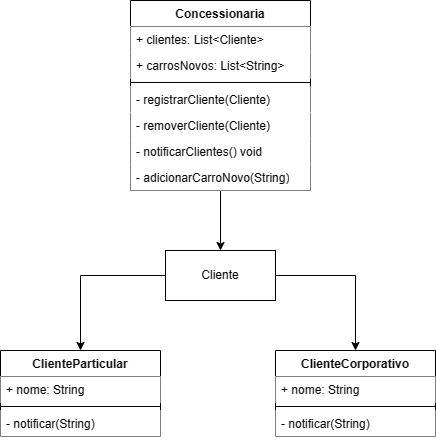 Concessionaria
+ clientes: List<Cliente>
+ carrosNovos: List<String>
- registrarCliente(Cliente)
- removerCliente(Cliente)
- notificarClientes() void
- adicionarCarroNovo(String)
Cliente
ClienteParticular
+ nome: String
- notificar(String)
ClienteCorporativo
+ nome: String
- notificar(String)